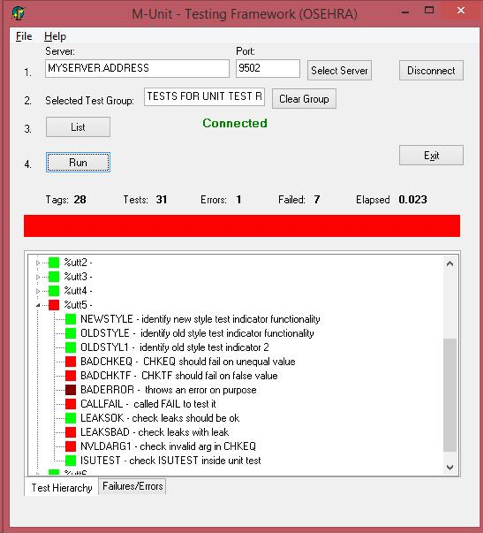 M-Unit - Testing Framework (OSEHRA)
File Help
Server: Port:
1. MYSERVER.ADDRESS 9502 Select Server Disconnect
2. Selected Test Group: TESTS FOR UNIT TEST R Clear Group
3. List Connected
4. Run Exit
Tags: 28 Tests: 31 Errors: 1 Failed: 7 Elapsed 0.023
%utt2 -
%utt3 -
%utt4 -
%utt5 -
NEWSTYLE - identify new style test indicator functionality
OLDSTYLE - identify old style test indicator functionality
OLDSTYL1 - identify old style test indicator 2
BADCHKEQ - CHKEQ should fail on unequal value
BADCHKTF - CHKTF should fail on false value
BADERROR - throws an error on purpose
CALLFAIL - called FAIL to test it
LEAKSOK - check leaks should be ok
LEAKSBAD - check leaks with leak
NVLDARG1 - check invalid arg in CHKEQ
ISUTEST - check ISUTEST inside unit test
Test Hierarchy Failures/Errors